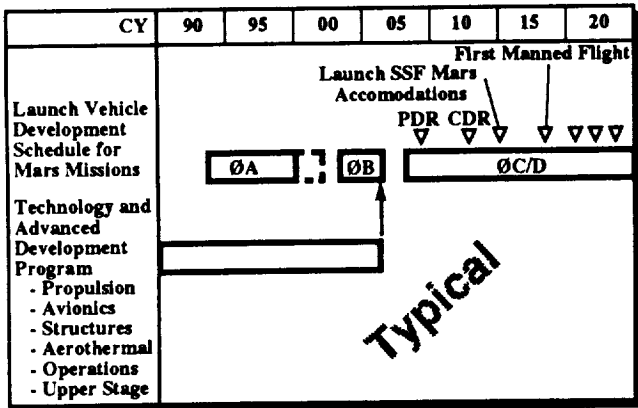 CY 90 95 00 05 10 15 20
First Manned Flight
Launch SSF Mars
Accomodations
PDR CDR
Launch Vehicle
Development
Schedule for
Mars Missions
ØA ØB ØC/D
Technology and
Advanced
Development
Program
- Propulsion
- Avionics
- Structures
- Aerothermal
- Operations
- Upper Stage
Typical